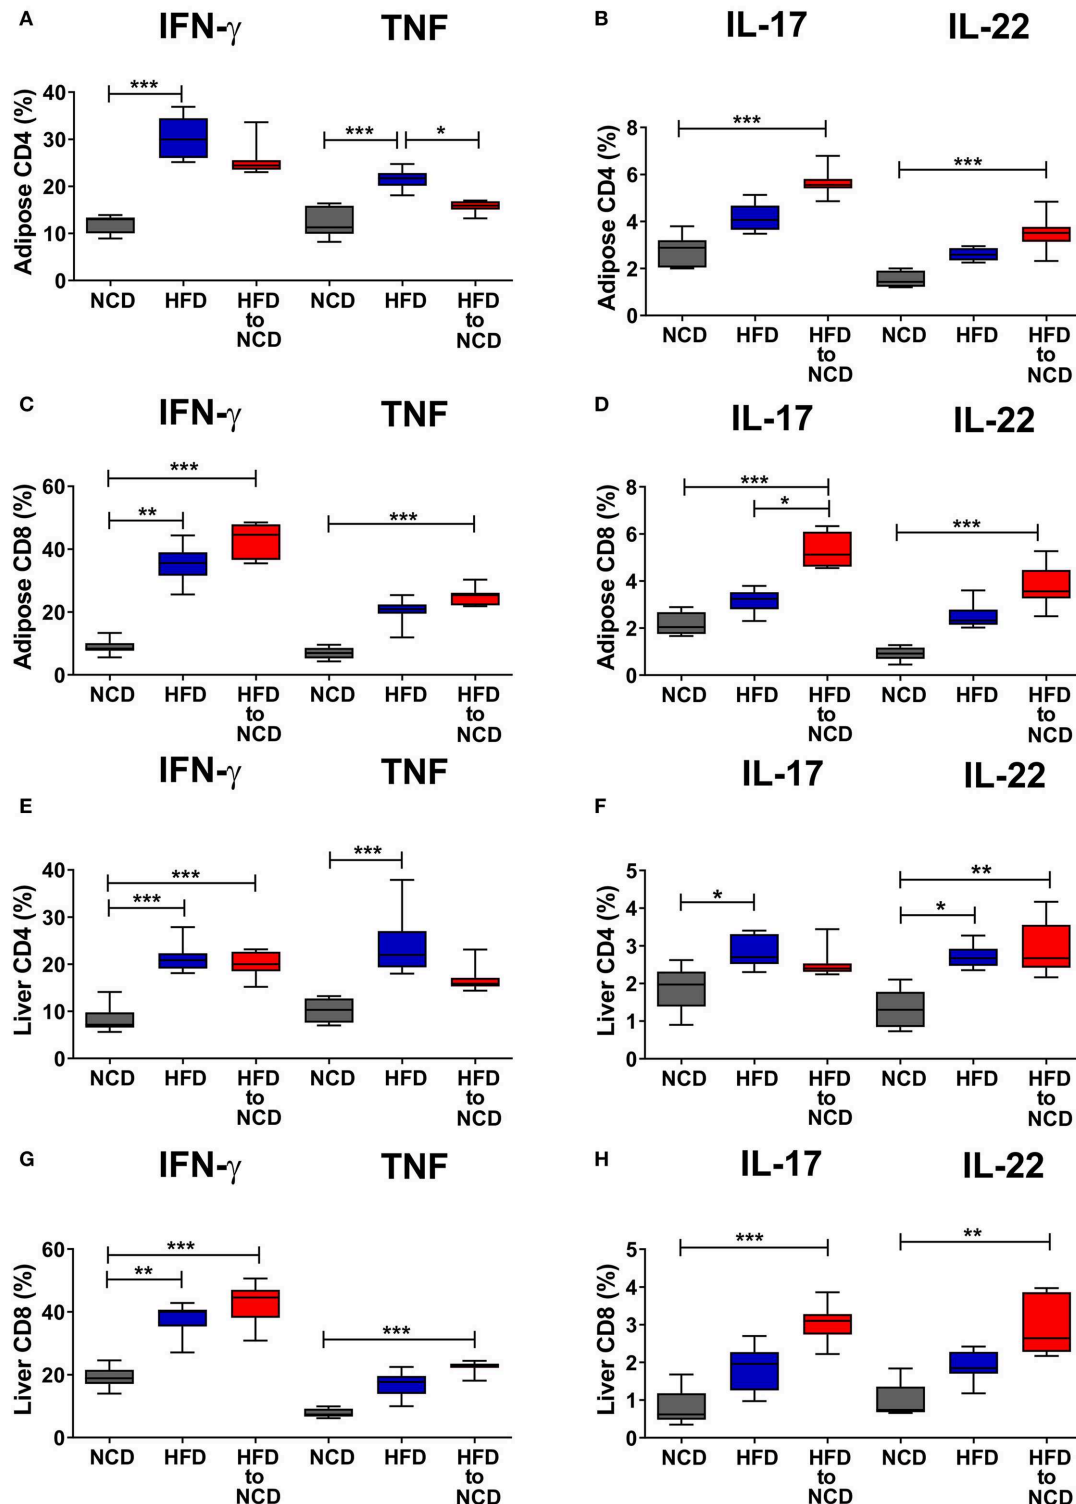 A IFN-γ TNF
Adipose CD4 (%)
40
30
20
10
0
*** *** *
NCD HFD HFD to NCD NCD HFD HFD to NCD
B IL-17 IL-22
Adipose CD4 (%)
8
6
4
2
0
*** ***
NCD HFD HFD to NCD NCD HFD HFD to NCD
C IFN-γ TNF
Adipose CD8 (%)
60
40
20
0
*** ** ***
NCD HFD HFD to NCD NCD HFD HFD to NCD
D IL-17 IL-22
Adipose CD8 (%)
8
6
4
2
0
*** * ***
NCD HFD HFD to NCD NCD HFD HFD to NCD
E IFN-γ TNF
Liver CD4 (%)
40
30
20
10
0
*** *** ***
NCD HFD HFD to NCD NCD HFD HFD to NCD
F IL-17 IL-22
Liver CD4 (%)
5
4
3
2
1
0
* ** *
NCD HFD HFD to NCD NCD HFD HFD to NCD
G IFN-γ TNF
Liver CD8 (%)
60
40
20
0
*** ** ***
NCD HFD HFD to NCD NCD HFD HFD to NCD
H IL-17 IL-22
Liver CD8 (%)
5
4
3
2
1
0
*** **
NCD HFD HFD to NCD NCD HFD HFD to NCD